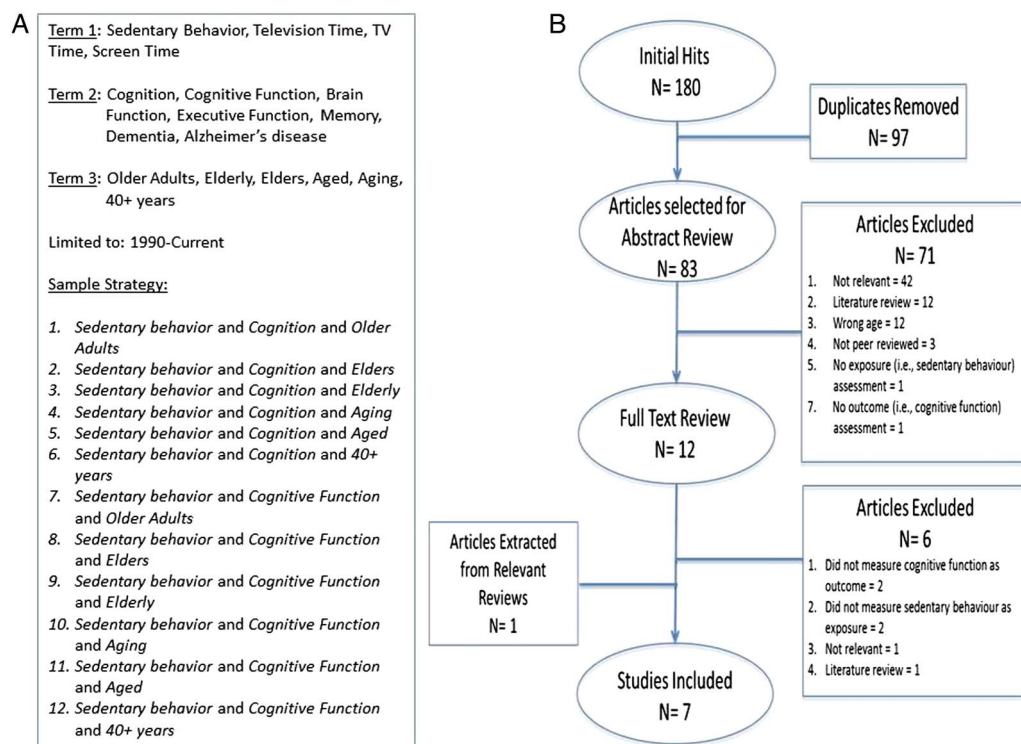 A
Term 1: Sedentary Behavior, Television Time, TV
Time, Screen Time
Term 2: Cognition, Cognitive Function, Brain
Function, Executive Function, Memory,
Dementia, Alzheimer's disease
Term 3: Older Adults, Elderly, Elders, Aged, Aging,
40+ years
Limited to: 1990-Current
Sample Strategy:
1. Sedentary behavior and Cognition and Older
Adults
2. Sedentary behavior and Cognition and Elders
3. Sedentary behavior and Cognition and Elderly
4. Sedentary behavior and Cognition and Aging
5. Sedentary behavior and Cognition and Aged
6. Sedentary behavior and Cognition and 40+
years
7. Sedentary behavior and Cognitive Function
and Older Adults
8. Sedentary behavior and Cognitive Function
and Elders
9. Sedentary behavior and Cognitive Function
and Elderly
10. Sedentary behavior and Cognitive Function
and Aging
11. Sedentary behavior and Cognitive Function
and Aged
12. Sedentary behavior and Cognitive Function
and 40+ years
B
Initial Hits
N= 180
Duplicates Removed
N= 97
Articles selected for
Abstract Review
N= 83
Articles Excluded
N= 71
1. Not relevant = 42
2. Literature review = 12
3. Wrong age = 12
4. Not peer reviewed = 3
5. No exposure (i.e., sedentary behaviour)
assessment = 1
7. No outcome (i.e., cognitive function)
assessment = 1
Full Text Review
N= 12
Articles Excluded
N= 6
1. Did not measure cognitive function as
outcome = 2
2. Did not measure sedentary behaviour as
exposure = 2
3. Not relevant = 1
4. Literature review = 1
Articles Extracted
from Relevant
Reviews
N= 1
Studies Included
N= 7